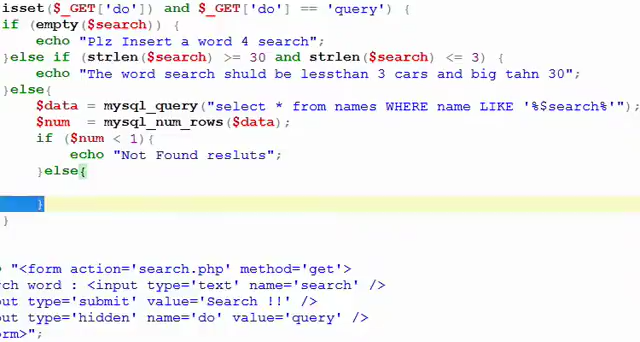 isset($_GET['do']) and $_GET['do'] == 'query') {
if (empty($search)) {
echo "Plz Insert a word 4 search";
}else if (strlen($search) >= 30 and strlen($search) <= 3) {
echo "The word search shuld be lessthan 3 cars and big tahn 30";
}else{
$data = mysql_query("select * from names WHERE name LIKE '%$search%'");
$num = mysql_num_rows($data);
if ($num < 1){
echo "Not Found resluts";
}else{
}
}
"<form action='search.php' method='get'>
rch word : <input type='text' name='search' />
ut type='submit' value='Search !!' />
ut type='hidden' name='do' value='query' />
orm>";